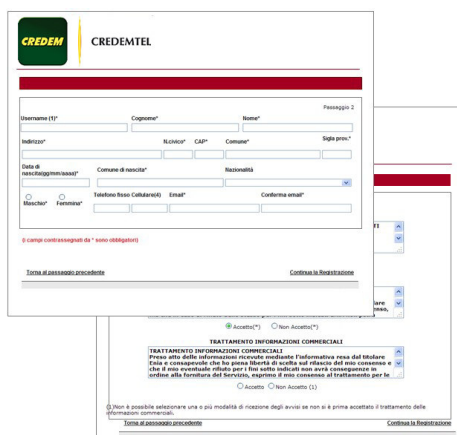 CREDEM
CREDEMTEL
Passaggio 2
Username (1)* Cognome* Nome*
Indirizzo* N.civico* CAP* Comune* Sigla prov.*
Data di nascita(gg/mm/aaaa)* Comune di nascita* Nazionalità
Maschio* Femmina* Telefono fisso Cellulare(4) Email* Conferma email*
(i campi contrassegnati da * sono obbligatori)
Torna al passaggio precedente Continua la Registrazione
Accetto(*) Non Accetto(*)
TRATTAMENTO INFORMAZIONI COMMERCIALI
TRATTAMENTO INFORMAZIONI COMMERCIALI
Preso atto delle informazioni ricevute mediante l'informativa resa dal titolare
Enia e consapevole che ho piena libertà di scelta sul rilascio del mio consenso e
che il mio eventuale rifiuto per i fini sotto indicati non avrà conseguenze in
ordine alla fornitura del Servizio, esprimo il mio consenso al trattamento per le
Accetto Non Accetto (1)
(1)Non è possibile selezionare una o più modalità di ricezione degli avvisi se non si è prima accettato il trattamento delle
informazioni commerciali.
Torna al passaggio precedente Continua la Registrazione